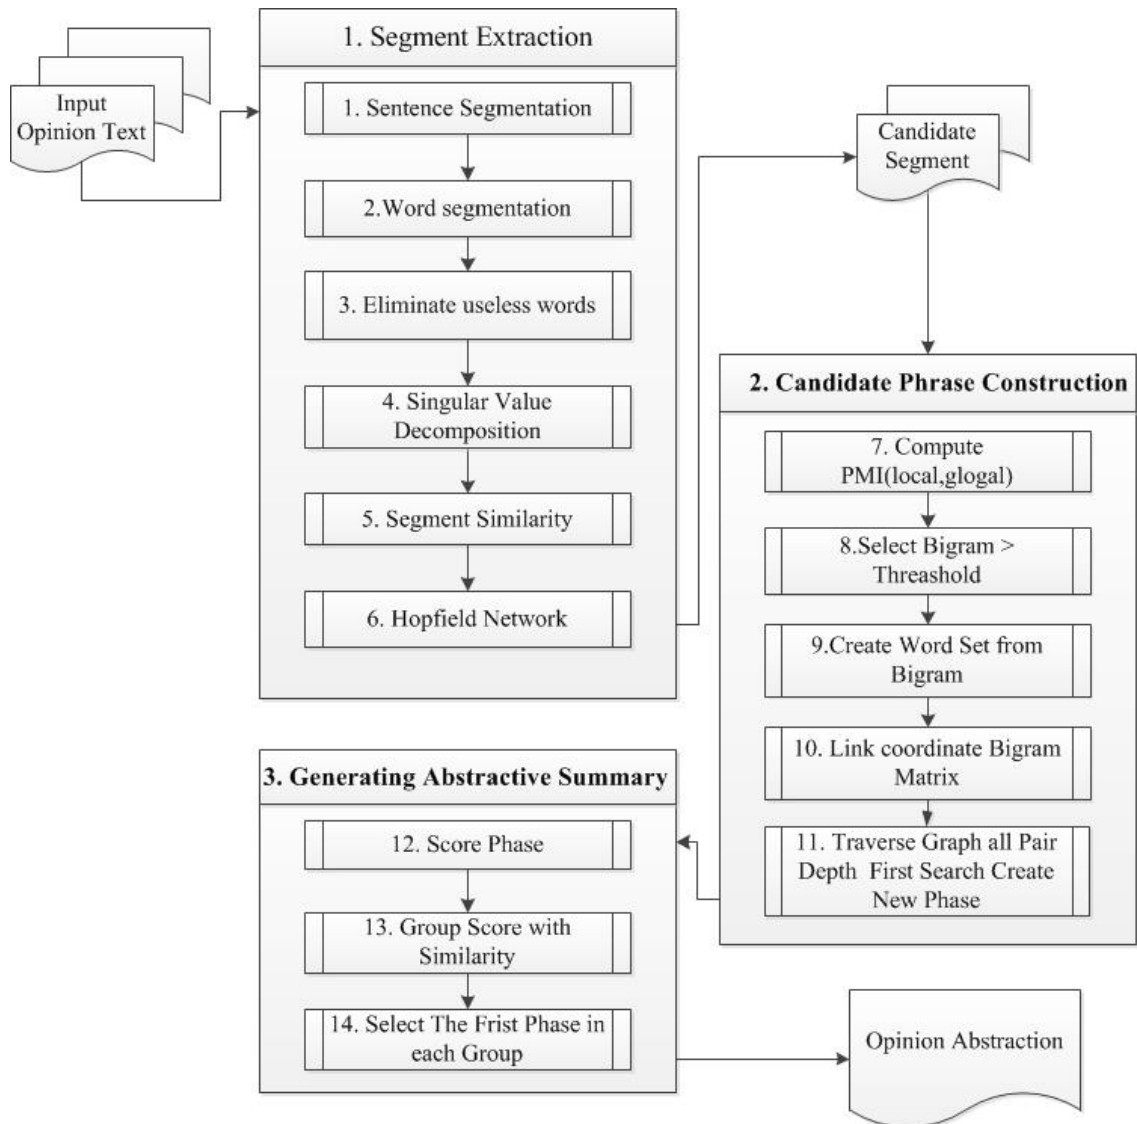 Input
Opinion Text
1. Segment Extraction
1. Sentence Segmentation
2.Word segmentation
3. Eliminate useless words
4. Singular Value
Decomposition
5. Segment Similarity
6. Hopfield Network
Candidate
Segment
2. Candidate Phrase Construction
7. Compute
PMI(local,glogal)
8.Select Bigram >
Threashold
9.Create Word Set from
Bigram
10. Link coordinate Bigram
Matrix
11. Traverse Graph all Pair
Depth First Search Create
New Phase
3. Generating Abstractive Summary
12. Score Phase
13. Group Score with
Similarity
14. Select The Frist Phase in
each Group
Opinion Abstraction